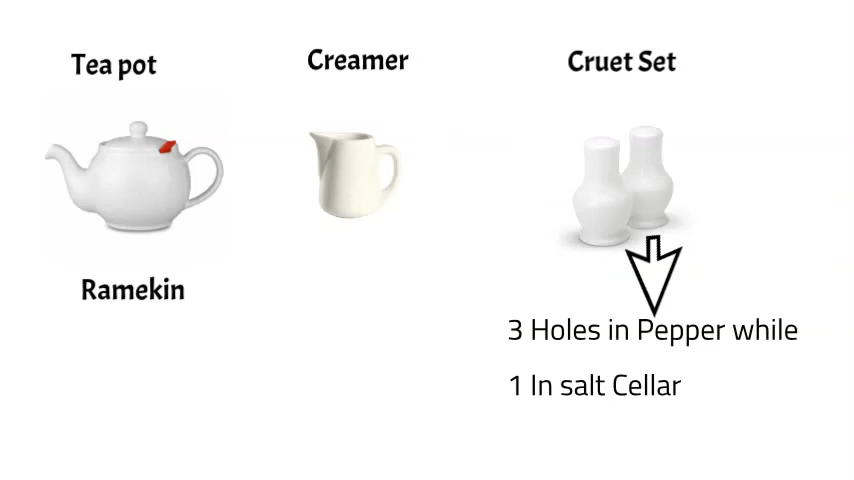 Tea pot
Creamer
Cruet Set
Ramekin
3 Holes in Pepper while
1 In salt Cellar